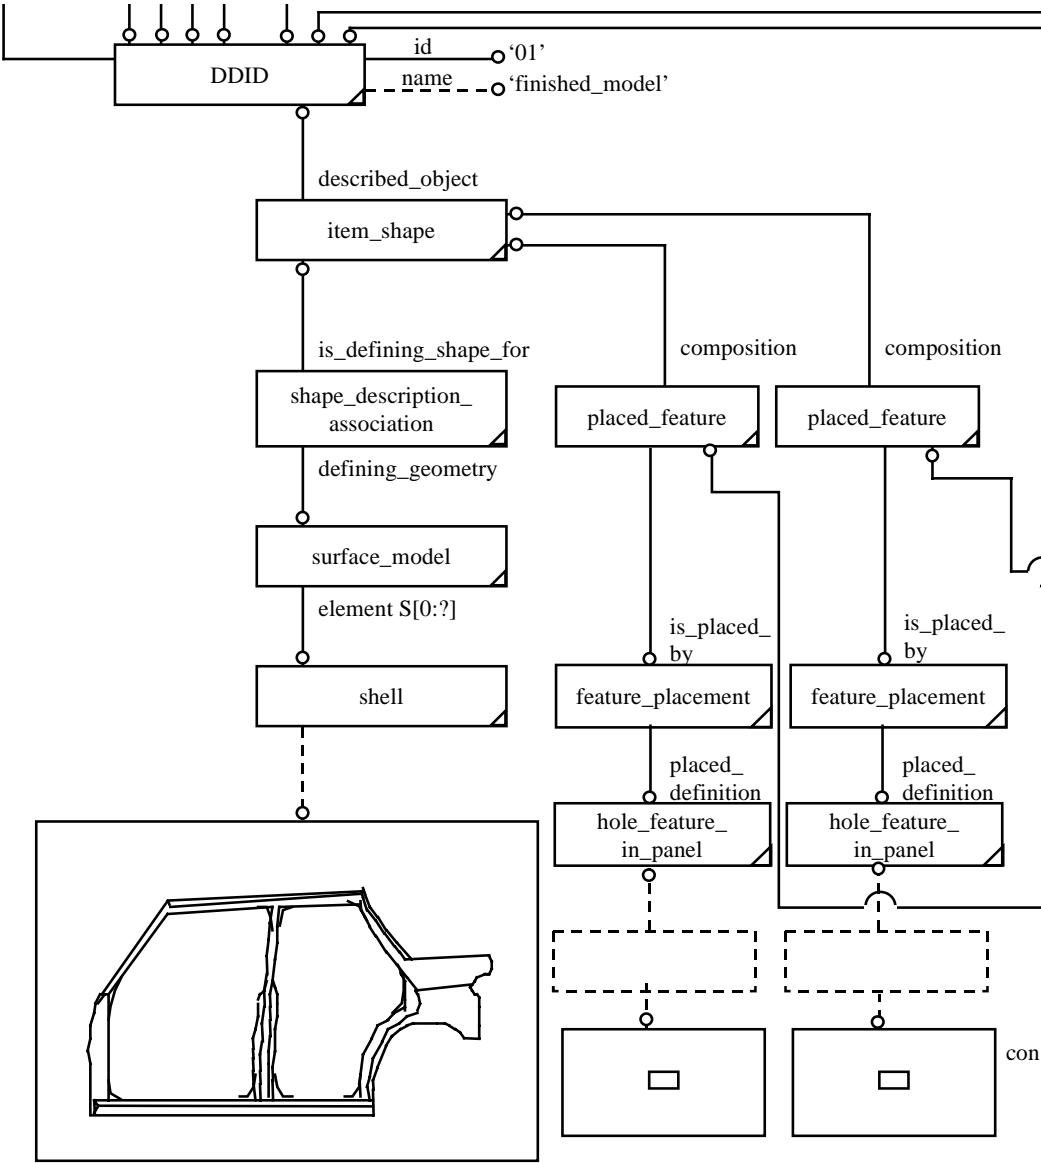 id
‘01’
DDID
name
‘finished_model’
described_object
item_shape
is_defining_shape_for
composition
composition
shape_description_
association
placed_feature
placed_feature
defining_geometry
surface_model
element S[0:?]
is_placed_
by
is_placed_
by
shell
feature_placement
feature_placement
placed_
definition
placed_
definition
hole_feature_
in_panel
hole_feature_
in_panel
con